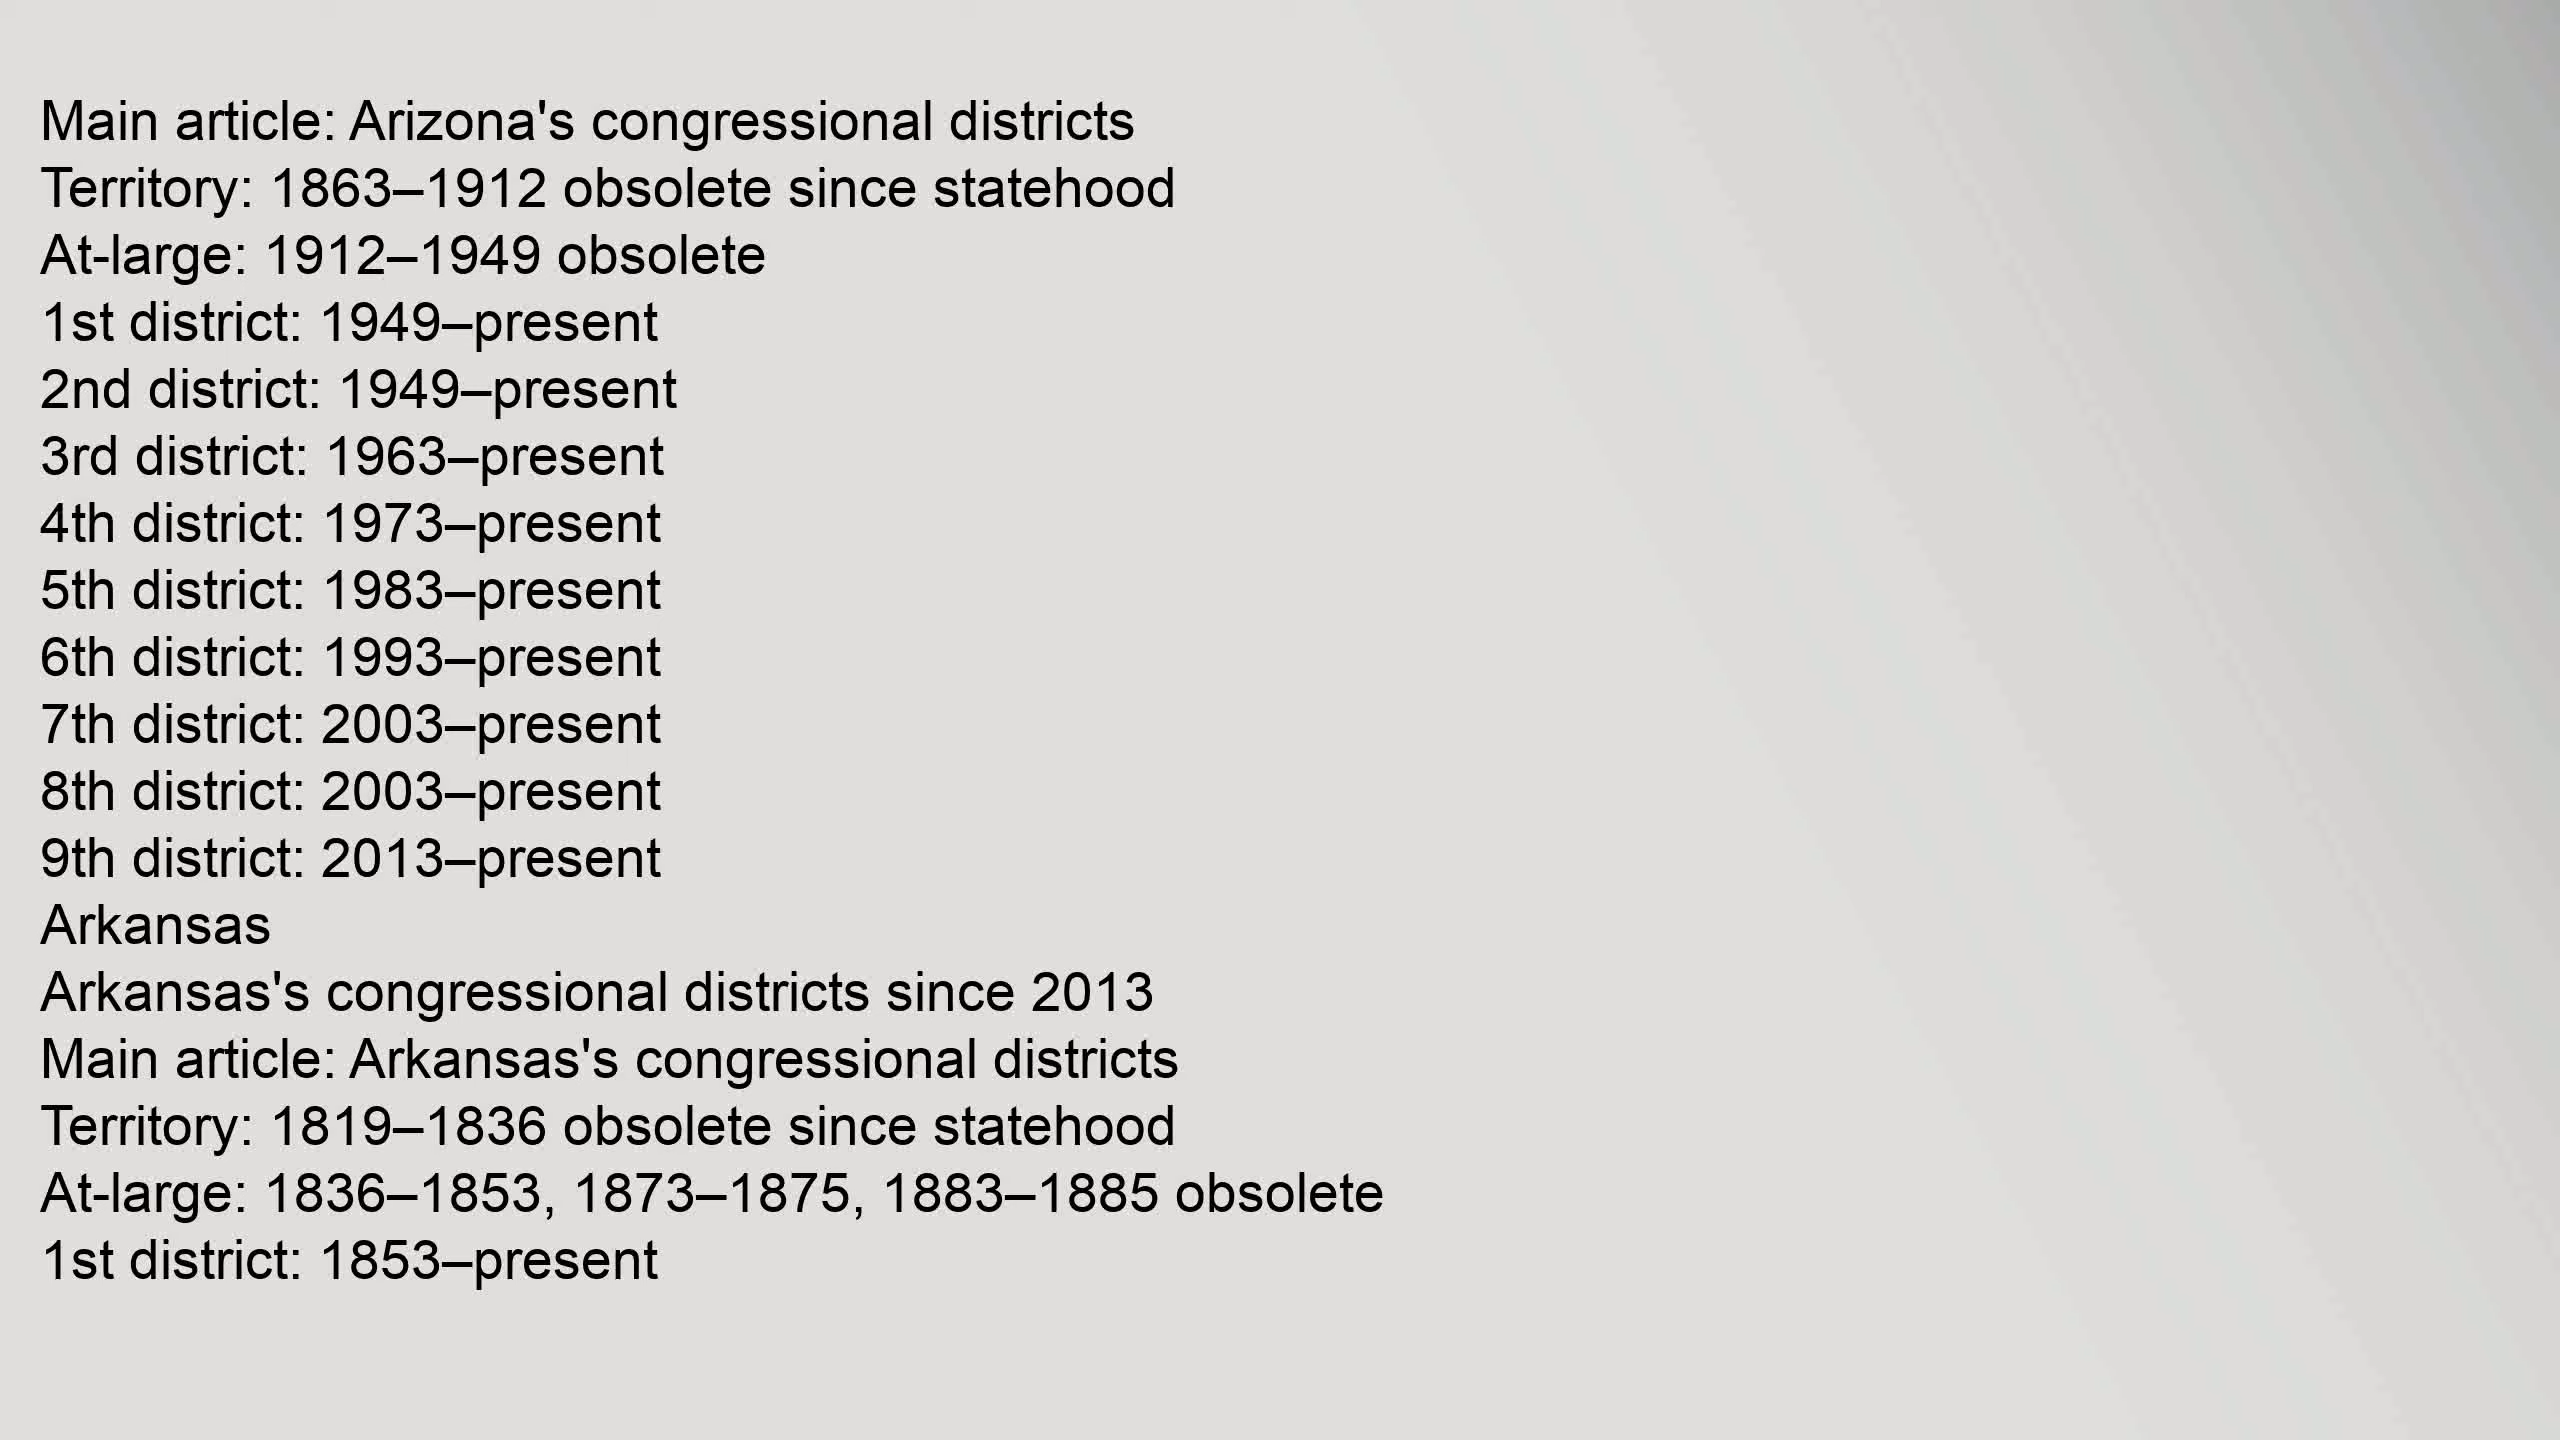 Main article: Arizona's congressional districts
Territory: 1863–1912 obsolete since statehood
At-large: 1912–1949 obsolete
1st district: 1949–present
2nd district: 1949–present
3rd district: 1963–present
4th district: 1973–present
5th district: 1983–present
6th district: 1993–present
7th district: 2003–present
8th district: 2003–present
9th district: 2013–present
Arkansas
Arkansas's congressional districts since 2013
Main article: Arkansas's congressional districts
Territory: 1819–1836 obsolete since statehood
At-large: 1836–1853, 1873–1875, 1883–1885 obsolete
1st district: 1853–present